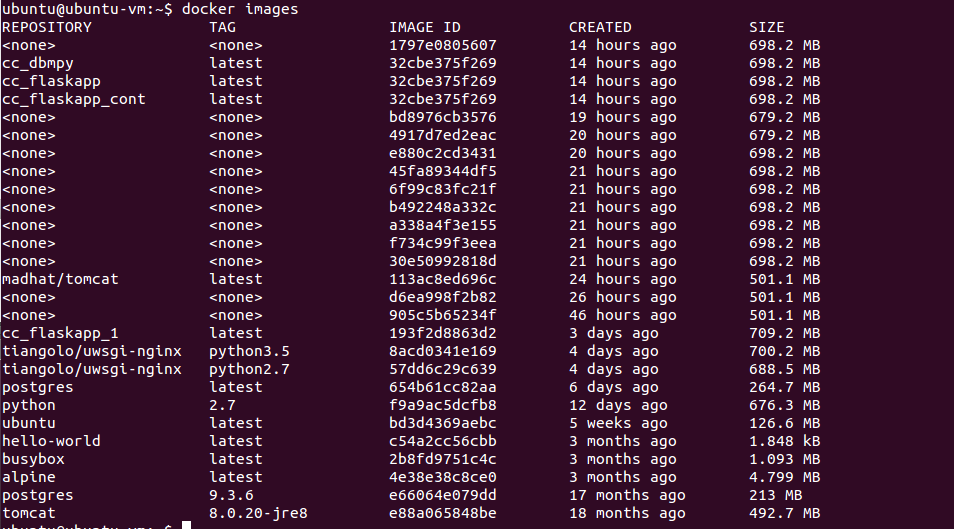 ubuntu@ubuntu-vm:~$ docker images
REPOSITORY TAG IMAGE ID CREATED SIZE
<none> <none> 1797e0805607 14 hours ago 698.2 MB
cc_dbmpy latest 32cbe375f269 14 hours ago 698.2 MB
cc_flaskapp latest 32cbe375f269 14 hours ago 698.2 MB
cc_flaskapp_cont latest 32cbe375f269 14 hours ago 698.2 MB
<none> <none> bd8976cb3576 19 hours ago 679.2 MB
<none> <none> 4917d7ed2eac 20 hours ago 679.2 MB
<none> <none> e880c2cd3431 20 hours ago 698.2 MB
<none> <none> 45fa89344df5 21 hours ago 698.2 MB
<none> <none> 6f99c83fc21f 21 hours ago 698.2 MB
<none> <none> b492248a332c 21 hours ago 698.2 MB
<none> <none> a338a4f3e155 21 hours ago 698.2 MB
<none> <none> f734c99f3eea 21 hours ago 698.2 MB
<none> <none> 30e50992818d 21 hours ago 698.2 MB
madhat/tomcat latest 113ac8ed696c 24 hours ago 501.1 MB
<none> <none> d6ea998f2b82 26 hours ago 501.1 MB
<none> <none> 905c5b65234f 46 hours ago 501.1 MB
cc_flaskapp_1 latest 193f2d8863d2 3 days ago 709.2 MB
tiangolo/uwsgi-nginx python3.5 8acd0341e169 4 days ago 700.2 MB
tiangolo/uwsgi-nginx python2.7 57dd6c29c639 4 days ago 688.5 MB
postgres latest 654b61cc82aa 6 days ago 264.7 MB
python 2.7 f9a9ac5dcfb8 12 days ago 676.3 MB
ubuntu latest bd3d4369aebc 5 weeks ago 126.6 MB
hello-world latest c54a2cc56cbb 3 months ago 1.848 kB
busybox latest 2b8fd9751c4c 3 months ago 1.093 MB
alpine latest 4e38e38c8ce0 3 months ago 4.799 MB
postgres 9.3.6 e66064e079dd 17 months ago 213 MB
tomcat 8.0.20-jre8 e88a065848be 18 months ago 492.7 MB
ubuntu@ubuntu-vm:~$